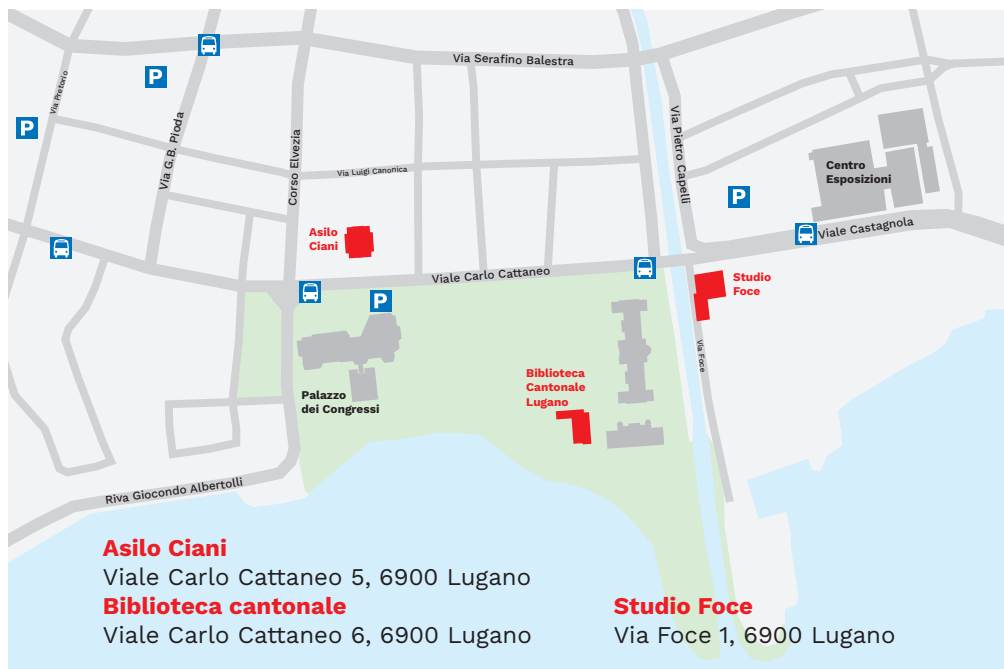 Via Serafino Balestra
P
Via Pretorio
P
Via G.B. Pioda
Corso Elvezia
Via Pietro Capelli
Via Luigi Canonica
Centro
Esposizioni
P
Asilo
Ciani
Viale Castagnola
Viale Carlo Cattaneo
P
Studio
Foce
Via Foce
Biblioteca
Cantonale
Lugano
Palazzo
dei Congressi
Riva Giocondo Albertolli
Asilo Ciani
Viale Carlo Cattaneo 5, 6900 Lugano
Biblioteca cantonale
Viale Carlo Cattaneo 6, 6900 Lugano
Studio Foce
Via Foce 1, 6900 Lugano